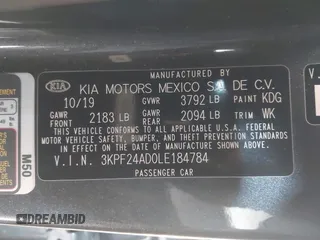 MANUFACTURED BY
KIA KIA MOTORS MEXICO S.A. DE C.V.
10/19 GVWR 3792 LB PAINT KDG
GAWR FRONT 2183 LB GAWR REAR 2094 LB TRIM WK
THIS VEHICLE CONFORMS TO ALL APPLICABLE U.S. FEDERAL
MOTOR VEHICLE SAFETY, BUMPER, AND THEFT PREVENTION
STANDARDS IN EFFECT ON THE DATE OF MANUFACTURE SHOWN ABOVE.
V.I.N. 3KPF24AD0LE184784
PASSENGER CAR
M50
DREAMBID